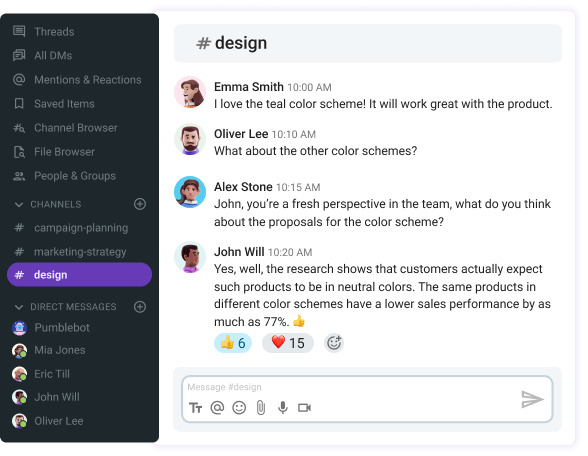 Threads
All DMs
Mentions & Reactions
Saved Items
Channel Browser
File Browser
People & Groups
CHANNELS
# campaign-planning
# marketing-strategy
# design
DIRECT MESSAGES
Pumblebot
Mia Jones
Eric Till
John Will
Oliver Lee
# design
Emma Smith 10:00 AM
I love the teal color scheme! It will work great with the product.
Oliver Lee 10:10 AM
What about the other color schemes?
Alex Stone 10:15 AM
John, you’re a fresh perspective in the team, what do you think
about the proposals for the color scheme?
John Will 10:20 AM
Yes, well, the research shows that customers actually expect
such products to be in neutral colors. The same products in
different color schemes have a lower sales performance by as
much as 77%. 👍
👍 6 ❤️ 15
Message #design
Tт